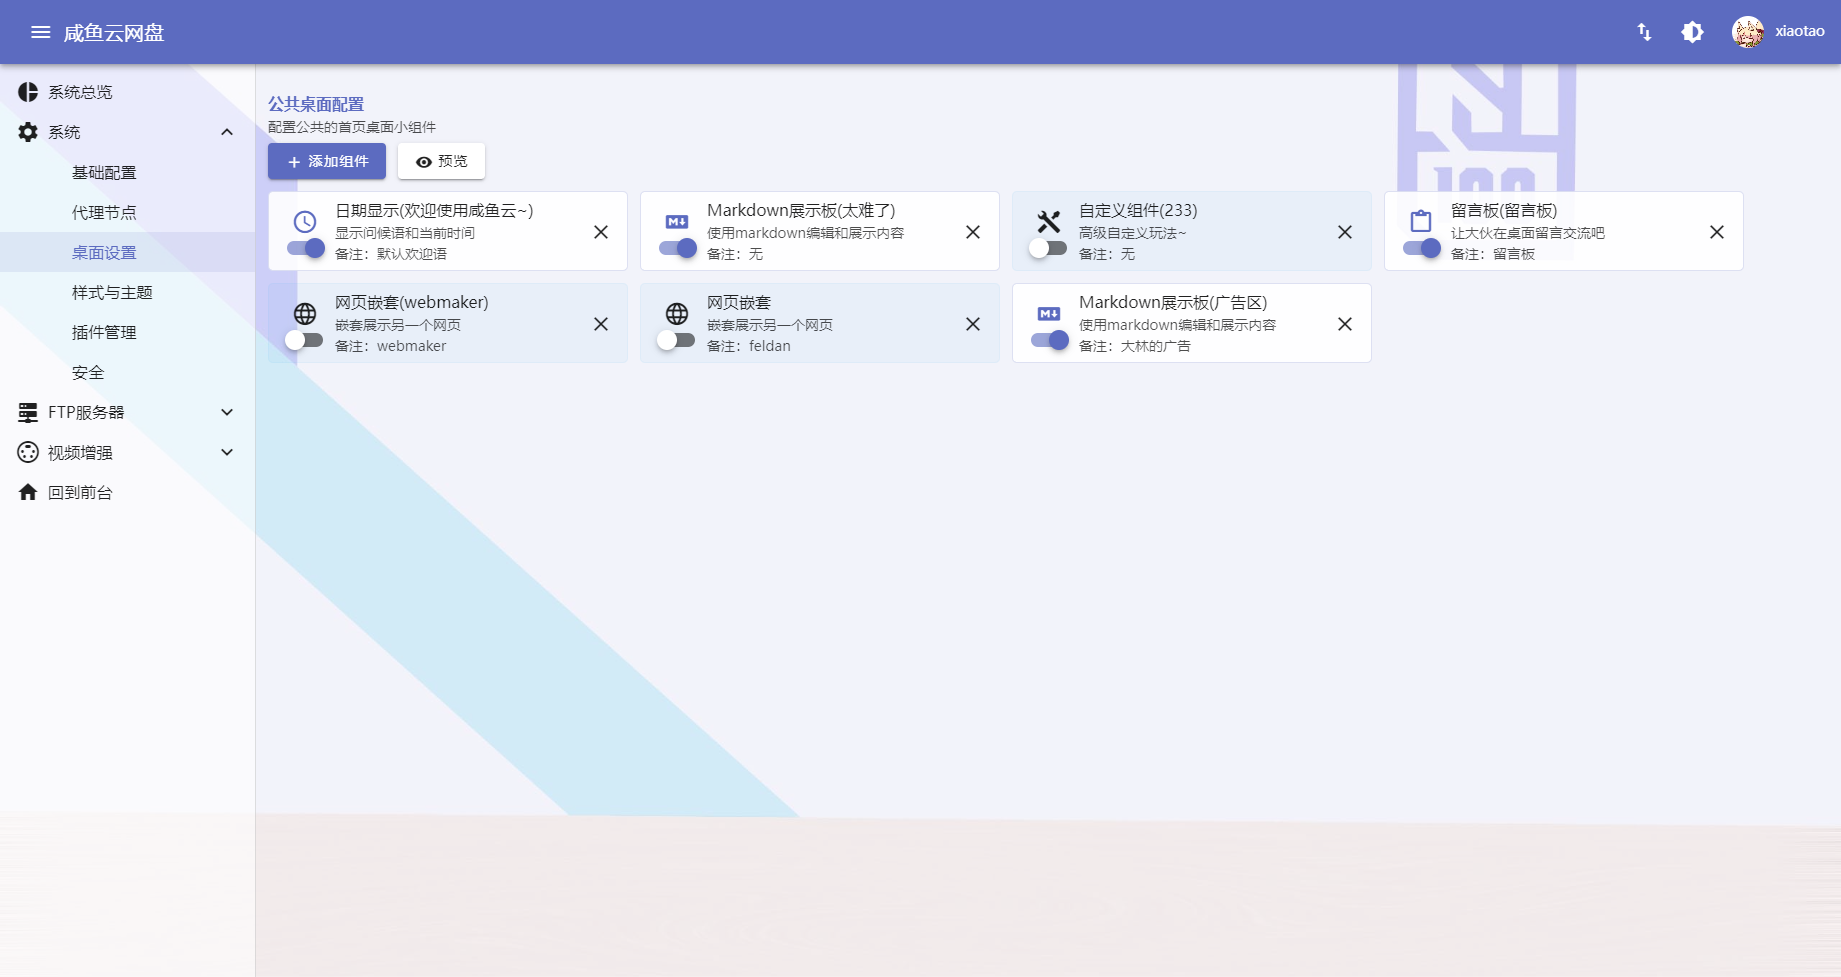 咸鱼云网盘
xiaotao
系统总览
系统
基础配置
代理节点
桌面设置
样式与主题
插件管理
安全
FTP服务器
视频增强
回到前台
公共桌面配置
配置公共的首页桌面小组件
添加组件
预览
日期显示(欢迎使用咸鱼云~)
显示问候语和当前时间
备注：默认欢迎语
Markdown展示板(太难了)
使用markdown编辑和展示内容
备注：无
自定义组件(233)
高级自定义玩法~
备注：无
留言板(留言板)
让大伙在桌面留言交流吧
备注：留言板
网页嵌套(webmaker)
嵌套展示另一个网页
备注：webmaker
网页嵌套
嵌套展示另一个网页
备注：feldan
Markdown展示板(广告区)
使用markdown编辑和展示内容
备注：大林的广告